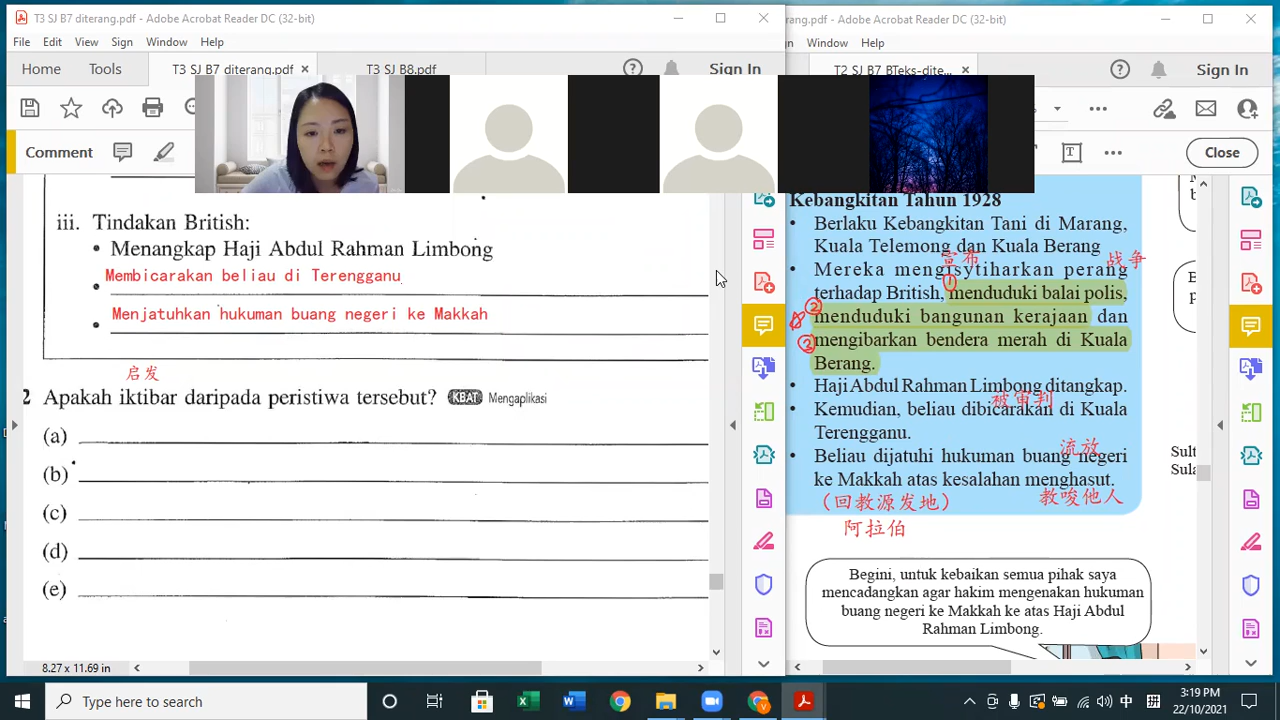 T3 SJ B7 diterang.pdf - Adobe Acrobat Reader DC (32-bit)
File Edit View Sign Window Help
Home Tools T3 SJ B7 diterang.pdf × T3 SJ B8.pdf Sign In
Comment
iii. Tindakan British:
• Menangkap Haji Abdul Rahman Limbong
Membicarakan beliau di Terengganu
•
Menjatuhkan hukuman buang negeri ke Makkah
•
启发
2 Apakah iktibar daripada peristiwa tersebut? KBAT Mengaplikasi
(a)
(b)
(c)
(d)
(e)
8.27 x 11.69 in
.pdf - Adobe Acrobat Reader DC (32-bit)
Window Help
T2 SJ B7 BTeks-dite... × Sign In
Close
Kebangkitan Tahun 1928
• Berlaku Kebangkitan Tani di Marang,
Kuala Telemong dan Kuala Berang
宣布 战争
• Mereka mengisytiharkan perang
①
terhadap British, menduduki balai polis,
②
menduduki bangunan kerajaan dan
②
mengibarkan bendera merah di Kuala
Berang.
• Haji Abdul Rahman Limbong ditangkap.
被审判
• Kemudian, beliau dibicarakan di Kuala
Terengganu.
流放
• Beliau dijatuhi hukuman buang negeri
ke Makkah atas kesalahan menghasut.
(回教源发地) 教唆他人
阿拉伯
Sult
Sula
Begini, untuk kebaikan semua pihak saya
mencadangkan agar hakim mengenakan hukuman
buang negeri ke Makkah ke atas Haji Abdul
Rahman Limbong.
Type here to search
中 拼
3:19 PM
22/10/2021